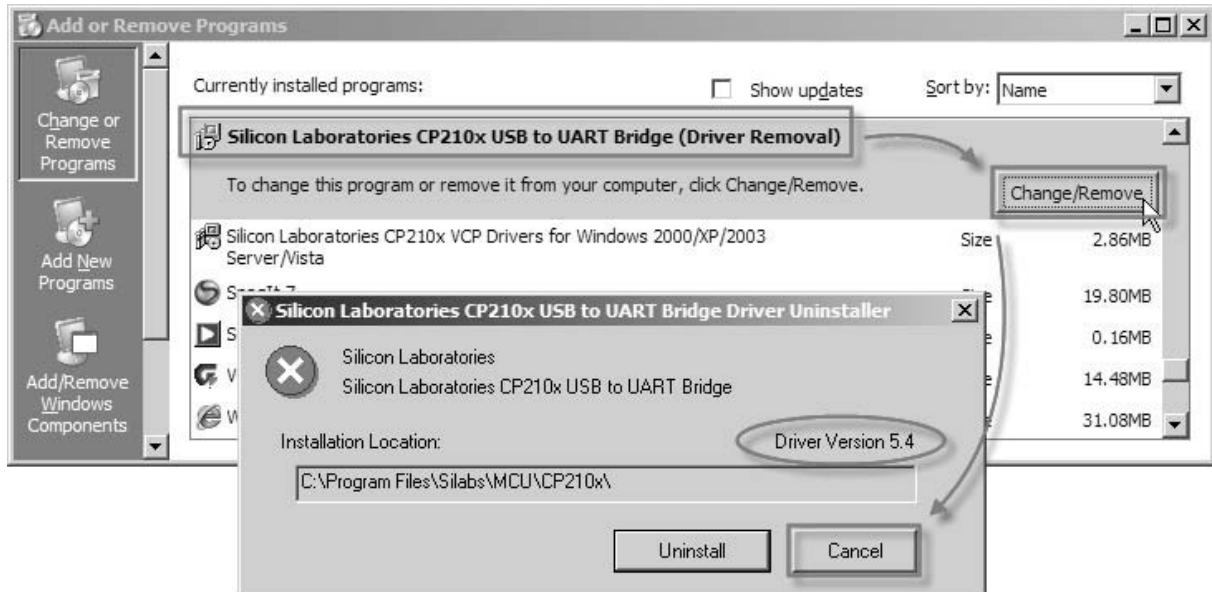 Add or Remove Programs
Change or
Remove
Programs
Add New
Programs
Add/Remove
Windows
Components
Currently installed programs:
Show updates
Sort by: Name
Silicon Laboratories CP210x USB to UART Bridge (Driver Removal)
To change this program or remove it from your computer, click Change/Remove.
Change/Remove
Silicon Laboratories CP210x VCP Drivers for Windows 2000/XP/2003 Size 2.86MB
Server/Vista
19.80MB
S 0.16MB
V 14.48MB
W 31.08MB
Silicon Laboratories CP210x USB to UART Bridge Driver Uninstaller
Silicon Laboratories
Silicon Laboratories CP210x USB to UART Bridge
Installation Location: Driver Version 5.4
C:\Program Files\Silabs\MCU\CP210x\
Uninstall Cancel